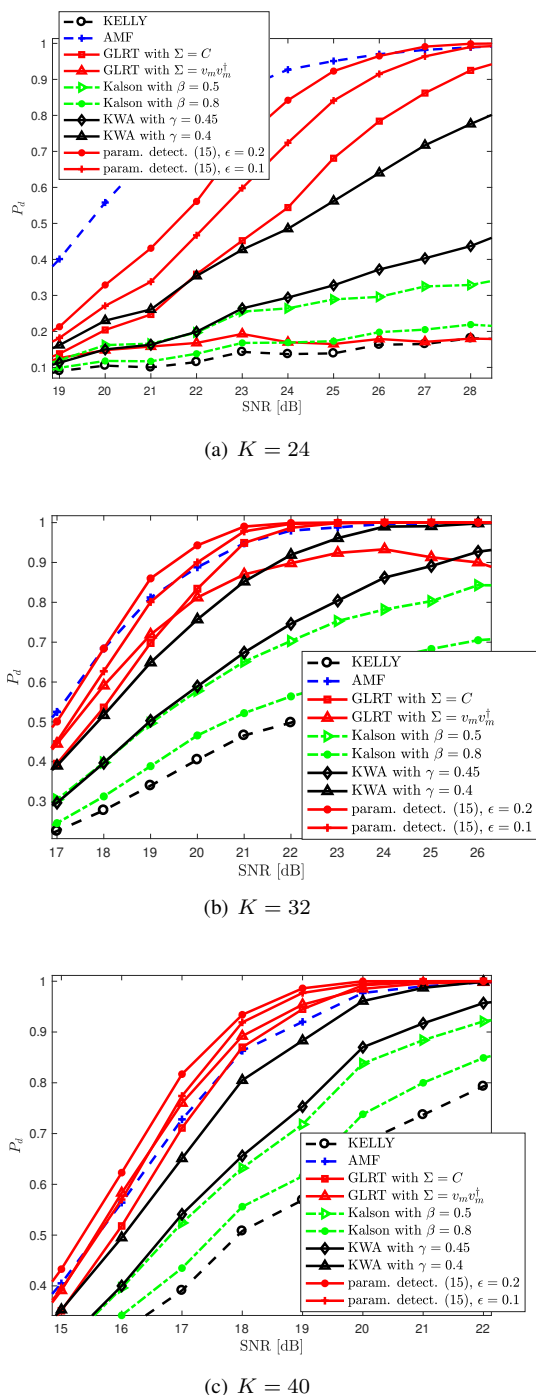 KELLY
AMF
GLRT with Σ = C
GLRT with Σ = v_m v_m^†
Kalson with β = 0.5
Kalson with β = 0.8
KWA with γ = 0.45
KWA with γ = 0.4
param. detect. (15), ϵ = 0.2
param. detect. (15), ϵ = 0.1
1
0.9
0.8
0.7
0.6
0.5
0.4
0.3
0.2
0.1
P_d
19 20 21 22 23 24 25 26 27 28
SNR [dB]
(a) K = 24
1
0.9
0.8
0.7
0.6
0.5
0.4
0.3
P_d
KELLY
AMF
GLRT with Σ = C
GLRT with Σ = v_m v_m^†
Kalson with β = 0.5
Kalson with β = 0.8
KWA with γ = 0.45
KWA with γ = 0.4
param. detect. (15), ϵ = 0.2
param. detect. (15), ϵ = 0.1
17 18 19 20 21 22 23 24 25 26
SNR [dB]
(b) K = 32
1
0.9
0.8
0.7
0.6
0.5
0.4
P_d
KELLY
AMF
GLRT with Σ = C
GLRT with Σ = v_m v_m^†
Kalson with β = 0.5
Kalson with β = 0.8
KWA with γ = 0.45
KWA with γ = 0.4
param. detect. (15), ϵ = 0.2
param. detect. (15), ϵ = 0.1
15 16 17 18 19 20 21 22
SNR [dB]
(c) K = 40